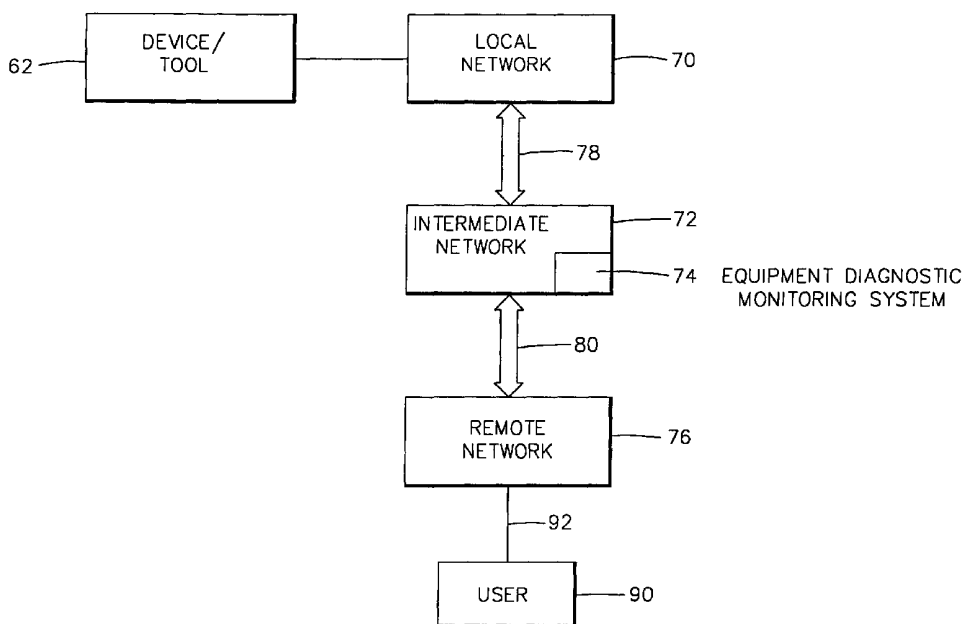 DEVICE/
TOOL
62
LOCAL
NETWORK
70
78
INTERMEDIATE
NETWORK
72
74
EQUIPMENT DIAGNOSTIC
MONITORING SYSTEM
80
REMOTE
NETWORK
76
92
USER
90